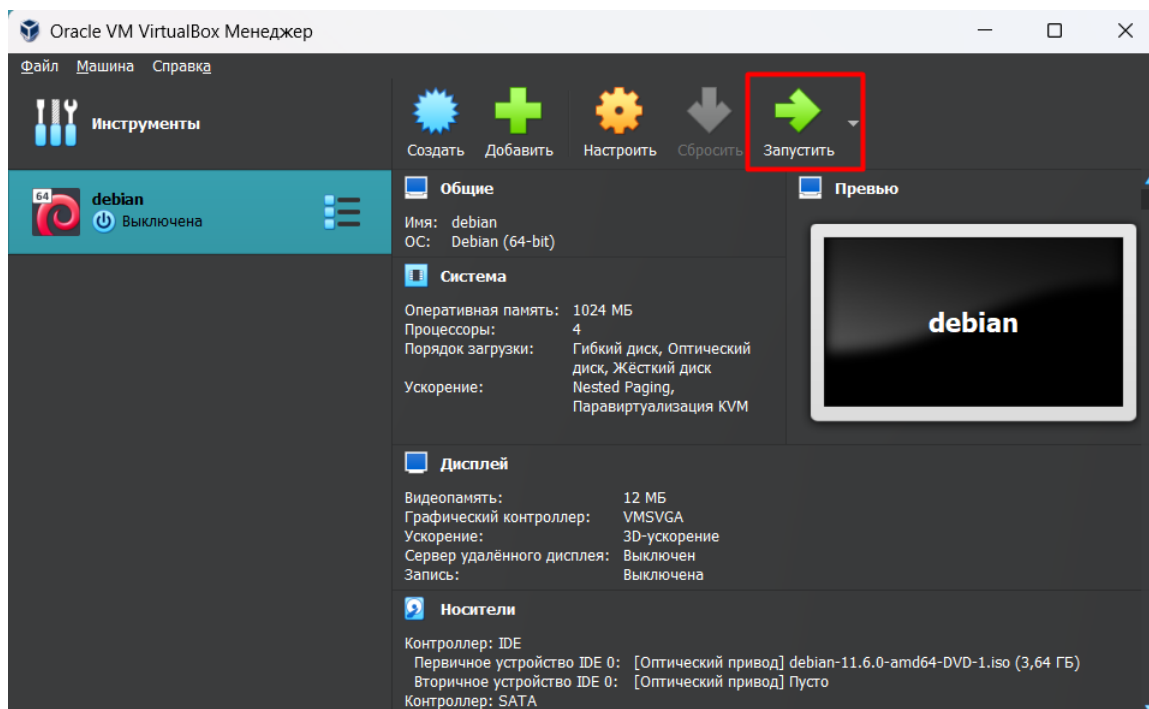 Oracle VM VirtualBox Менеджер
Файл Машина Справка
Инструменты
Создать Добавить Настроить Сбросить Запустить
64
debian
Выключена
Общие
Имя: debian
ОС: Debian (64-bit)
Превью
debian
Система
Оперативная память: 1024 МБ
Процессоры: 4
Порядок загрузки: Гибкий диск, Оптический
диск, Жёсткий диск
Ускорение: Nested Paging,
Паравиртуализация KVM
Дисплей
Видеопамять: 12 МБ
Графический контроллер: VMSVGA
Ускорение: 3D-ускорение
Сервер удалённого дисплея: Выключен
Запись: Выключена
Носители
Контроллер: IDE
Первичное устройство IDE 0: [Оптический привод] debian-11.6.0-amd64-DVD-1.iso (3,64 ГБ)
Вторичное устройство IDE 0: [Оптический привод] Пусто
Контроллер: SATA